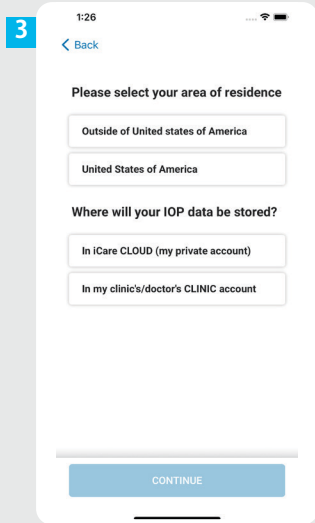 3
1:26
Back
Please select your area of residence
Outside of United states of America
United States of America
Where will your IOP data be stored?
In iCare CLOUD (my private account)
In my clinic's/doctor's CLINIC account
CONTINUE